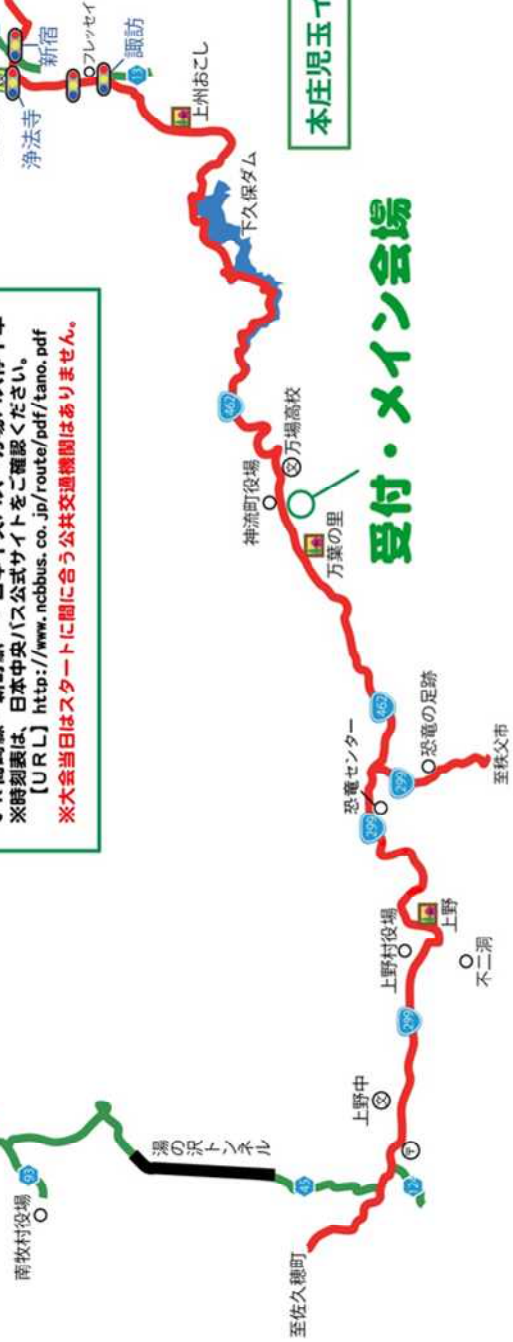 ※時刻表は、日本中央バス公式サイトをご確認ください。
【URL】http://www.ncbbus.co.jp/route/pdf/tano.pdf
※大会当日はスタートに間に合う公共交通機関はありません。
新宿
浄法寺
フレッセイ
諏訪
13
上州おにし
本庄児玉イ
下久保ダム
462
神流町役場
万場高校
文
万葉の里
受付・メイン会場
462
恐竜センター
299
299
恐竜の足跡
至秩父市
上野村役場
上野
不二洞
299
上野中
文
〒
湯の沢トンネル
45
124
93
南牧村役場
至佐久穂町